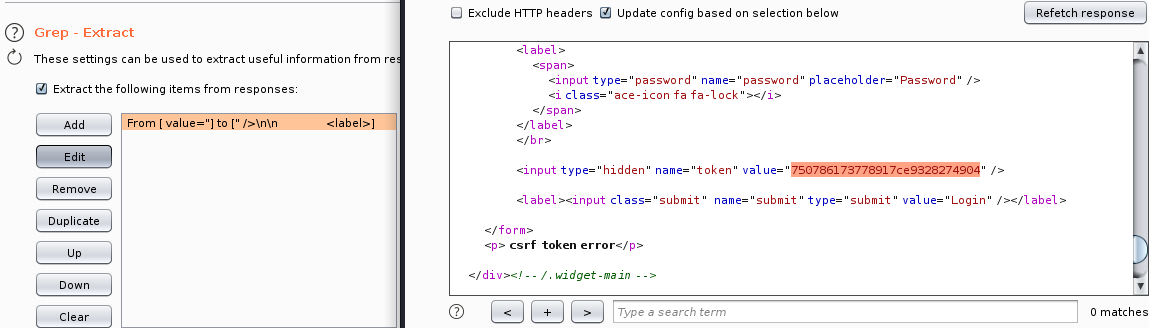 Grep - Extract
These settings can be used to extract useful information from res
Extract the following items from responses:
Add
Edit
Remove
Duplicate
Up
Down
Clear
From [ value="] to [" />\n\n <label>]
Exclude HTTP headers
Update config based on selection below
Refetch response
<label>
<span>
<input type="password" name="password" placeholder="Password" />
<i class="ace-icon fa fa-lock"></i>
</span>
</label>
</br>
<input type="hidden" name="token" value="750786173778917ce9328274904" />
<label><input class="submit" name="submit" type="submit" value="Login" /></label>
</form>
<p> csrf token error</p>
</div><!-- /.widget-main -->
?
<
+
>
Type a search term
0 matches